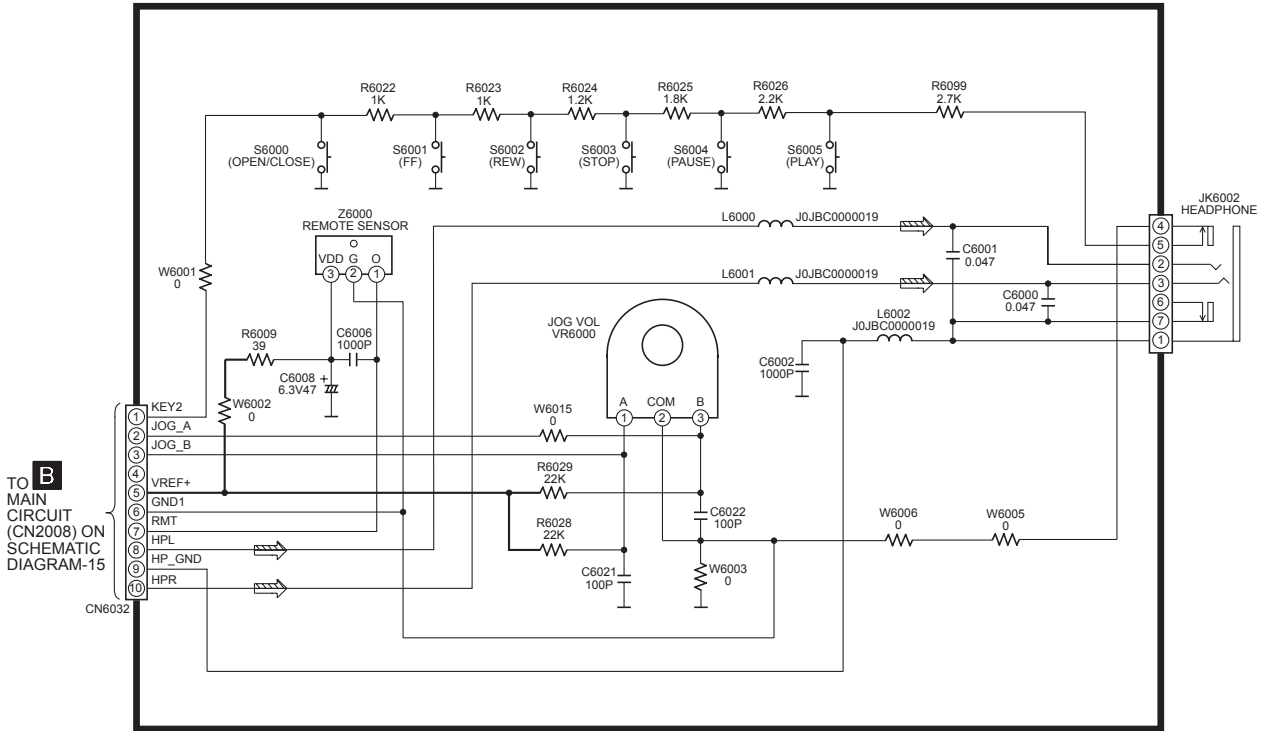 R6022
1K
R6023
1K
R6024
1.2K
R6025
1.8K
R6026
2.2K
R6099
2.7K
S6000
(OPEN/CLOSE)
S6001
(FF)
S6002
(REW)
S6003
(STOP)
S6004
(PAUSE)
S6005
(PLAY)
JK6002
HEADPHONE
4
5
2
3
6
7
1
Z6000
REMOTE SENSOR
VDD G O
3 2 1
L6000 J0JBC0000019
C6001
0.047
L6001 J0JBC0000019
C6000
0.047
L6002
J0JBC0000019
C6002
1000P
W6001
0
R6009
39
C6006
1000P
C6008 +
6.3V47
W6002
0
JOG VOL
VR6000
A COM B
1 2 3
W6015
0
R6029
22K
R6028
22K
C6022
100P
C6021
100P
W6003
0
W6006
0
W6005
0
TO B
MAIN
CIRCUIT
(CN2008) ON
SCHEMATIC
DIAGRAM-15
1 KEY2
2 JOG_A
3 JOG_B
4
5 VREF+
6 GND1
7 RMT
8 HPL
9 HP_GND
10 HPR
CN6032